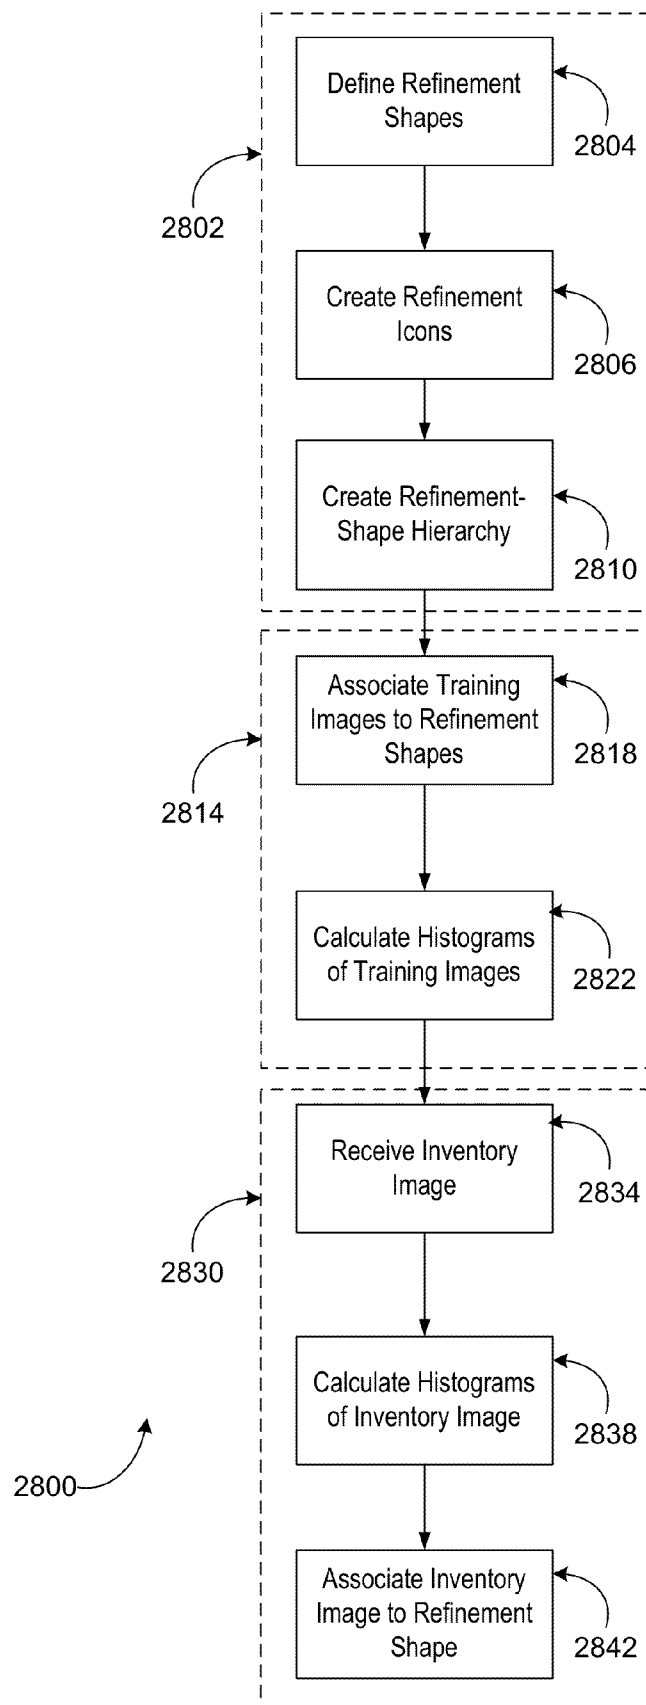 Define Refinement
Shapes
2804
2802
Create Refinement
Icons
2806
Create Refinement-
Shape Hierarchy
2810
Associate Training
Images to Refinement
Shapes
2818
2814
Calculate Histograms
of Training Images
2822
Receive Inventory
Image
2834
2830
Calculate Histograms
of Inventory Image
2838
2800
Associate Inventory
Image to Refinement
Shape
2842